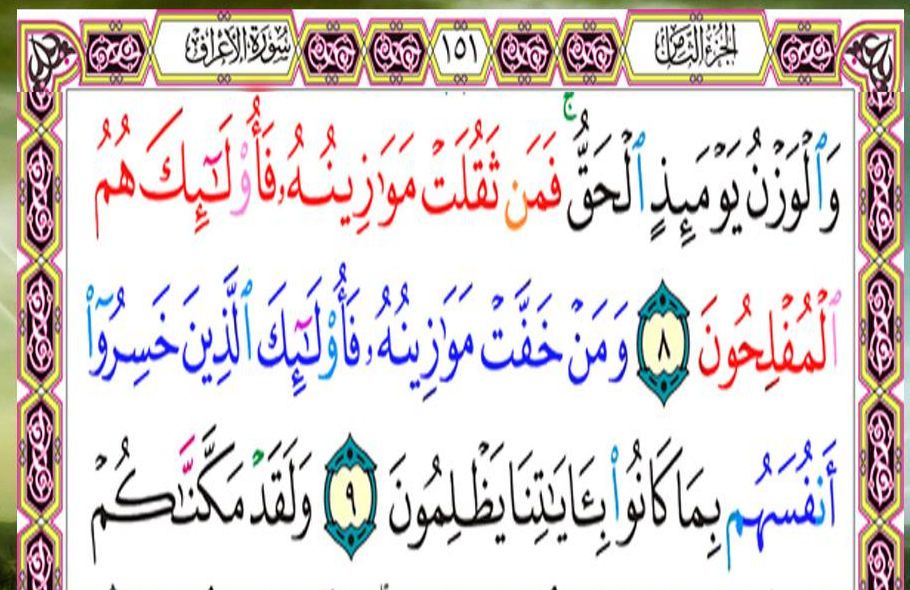 الجزء الثامن ١٥١ سورة الأعراف
وَٱلْوَزْنُ يَوْمَئِذٍ ٱلْحَقُّ ۚ فَمَن ثَقُلَتْ مَوَٰزِينُهُۥ فَأُو۟لَٰٓئِكَ هُمُ
ٱلْمُفْلِحُونَ ٨ وَمَنْ خَفَّتْ مَوَٰزِينُهُۥ فَأُو۟لَٰٓئِكَ ٱلَّذِينَ خَسِرُوٓا۟
أَنفُسَهُم بِمَا كَانُوا۟ بِـَٔايَٰتِنَا يَظْلِمُونَ ٩ وَلَقَدْ مَكَّنَّٰكُمْ